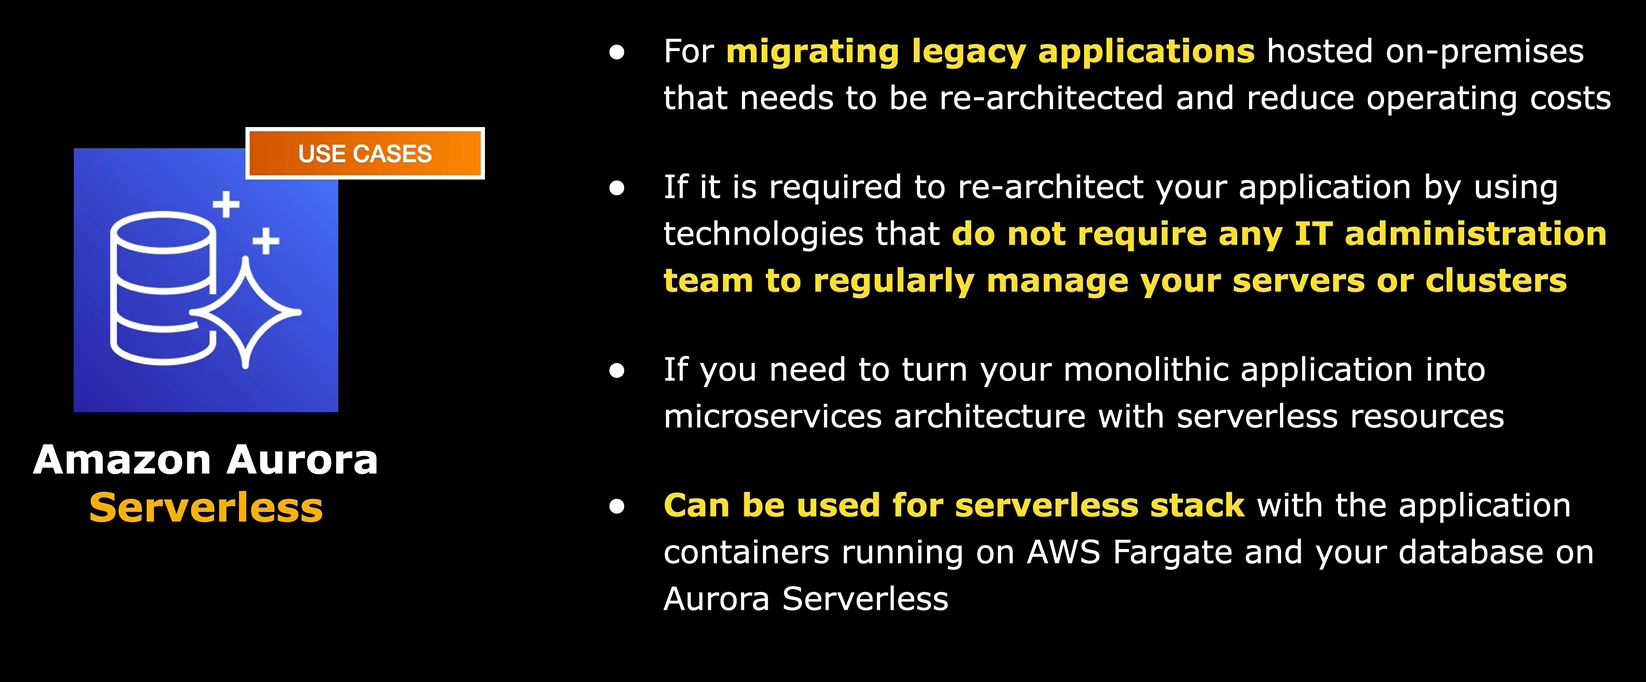 USE CASES
Amazon Aurora
Serverless
● For migrating legacy applications hosted on-premises
that needs to be re-architected and reduce operating costs
● If it is required to re-architect your application by using
technologies that do not require any IT administration
team to regularly manage your servers or clusters
● If you need to turn your monolithic application into
microservices architecture with serverless resources
● Can be used for serverless stack with the application
containers running on AWS Fargate and your database on
Aurora Serverless